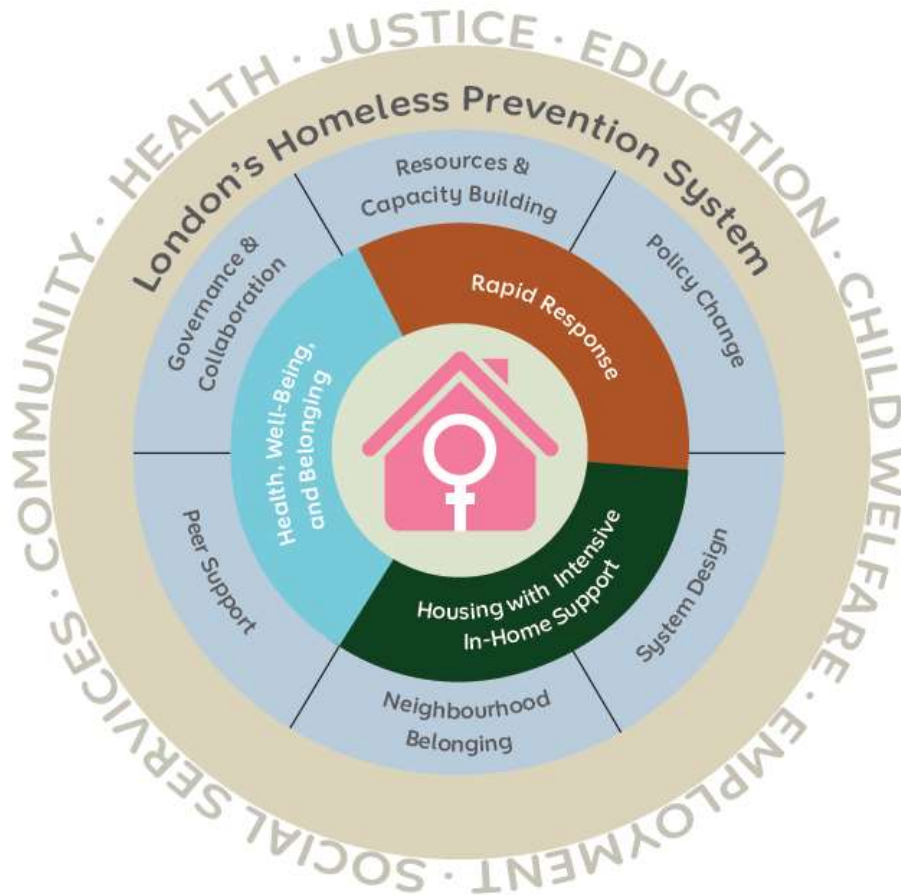 COMMUNITY · HEALTH · JUSTICE · EDUCATION · CHILD WELFARE · EMPLOYMENT · SOCIAL SERVICES ·
London's Homeless Prevention System
Resources &
Capacity Building
Policy Change
System Design
Neighbourhood
Belonging
Peer Support
Governance &
Collaboration
Rapid Response
Housing with Intensive
In-Home Support
Health, Well-Being,
and Belonging